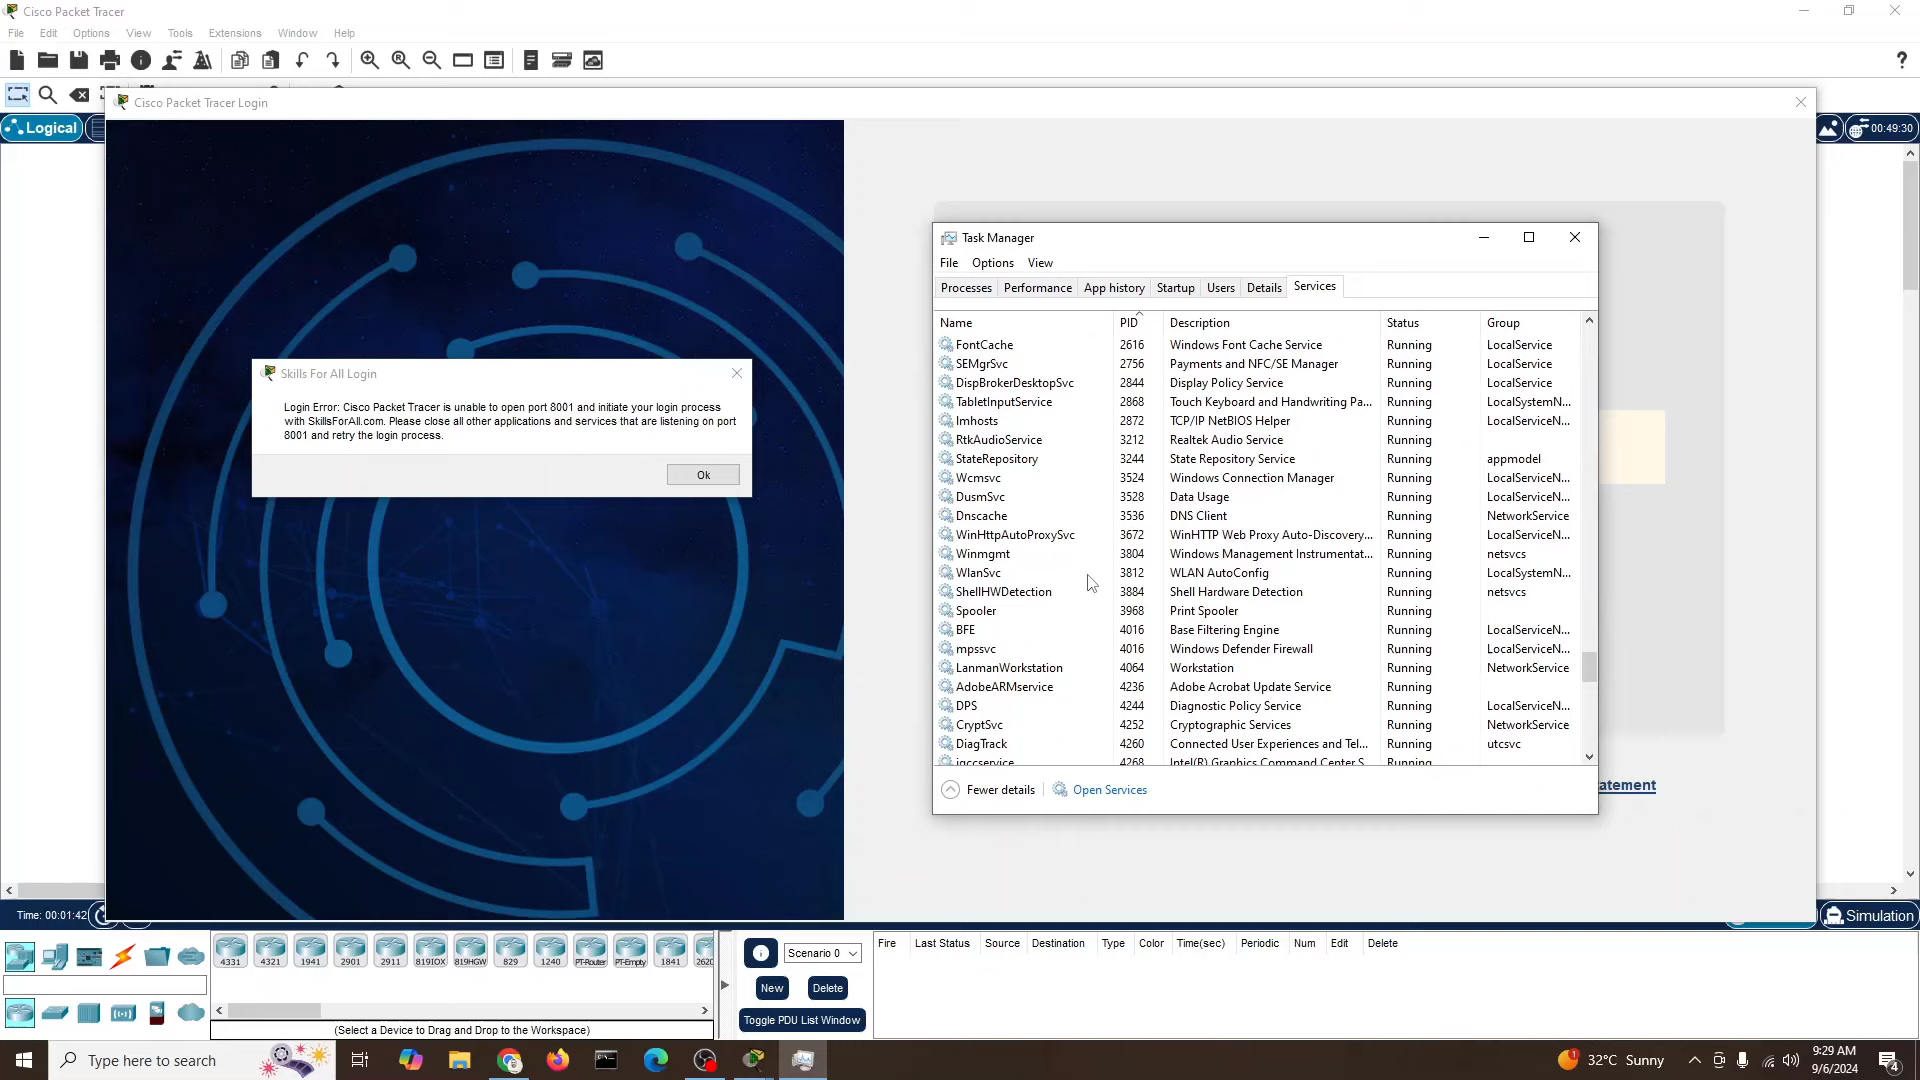 Cisco Packet Tracer
File Edit Options View Tools Extensions Window Help
Cisco Packet Tracer Login
Logical
00:49:30
Skills For All Login
Login Error: Cisco Packet Tracer is unable to open port 8001 and initiate your login process
with SkillsForAll.com. Please close all other applications and services that are listening on port
8001 and retry the login process.
Ok
Task Manager
File Options View
Processes Performance App history Startup Users Details Services
Name PID Description Status Group
FontCache 2616 Windows Font Cache Service Running LocalService
SEMgrSvc 2756 Payments and NFC/SE Manager Running LocalService
DispBrokerDesktopSvc 2844 Display Policy Service Running LocalService
TabletInputService 2868 Touch Keyboard and Handwriting Pa... Running LocalSystemN...
lmhosts 2872 TCP/IP NetBIOS Helper Running LocalServiceN...
RtkAudioService 3212 Realtek Audio Service Running
StateRepository 3244 State Repository Service Running appmodel
Wcmsvc 3524 Windows Connection Manager Running LocalServiceN...
DusmSvc 3528 Data Usage Running LocalServiceN...
Dnscache 3536 DNS Client Running NetworkService
WinHttpAutoProxySvc 3672 WinHTTP Web Proxy Auto-Discovery... Running LocalServiceN...
Winmgmt 3804 Windows Management Instrumentat... Running netsvcs
WlanSvc 3812 WLAN AutoConfig Running LocalSystemN...
ShellHWDetection 3884 Shell Hardware Detection Running netsvcs
Spooler 3968 Print Spooler Running
BFE 4016 Base Filtering Engine Running LocalServiceN...
mpssvc 4016 Windows Defender Firewall Running LocalServiceN...
LanmanWorkstation 4064 Workstation Running NetworkService
AdobeARMservice 4236 Adobe Acrobat Update Service Running
DPS 4244 Diagnostic Policy Service Running LocalServiceN...
CryptSvc 4252 Cryptographic Services Running NetworkService
DiagTrack 4260 Connected User Experiences and Tel... Running utcsvc
igccservice 4268 Intel(R) Graphics Command Center S... Running
Fewer details Open Services
atement
Time: 00:01:42
Simulation
4331 4321 1941 2901 2911 819IOX 819HGW 829 1240 PT-Router PT-Empty 1841 2620
(Select a Device to Drag and Drop to the Workspace)
Scenario 0
New Delete
Toggle PDU List Window
Fire Last Status Source Destination Type Color Time(sec) Periodic Num Edit Delete
Type here to search
1
32°C Sunny
9:29 AM
9/6/2024
4